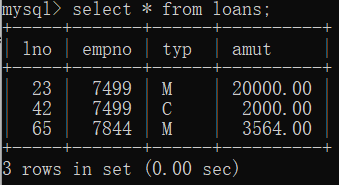 mysql> select * from loans;
+-----+-------+------+----------+
| lno | empno | typ | amut |
+-----+-------+------+----------+
| 23 | 7499 | M | 20000.00 |
| 42 | 7499 | C | 2000.00 |
| 65 | 7844 | M | 3564.00 |
+-----+-------+------+----------+
3 rows in set (0.00 sec)